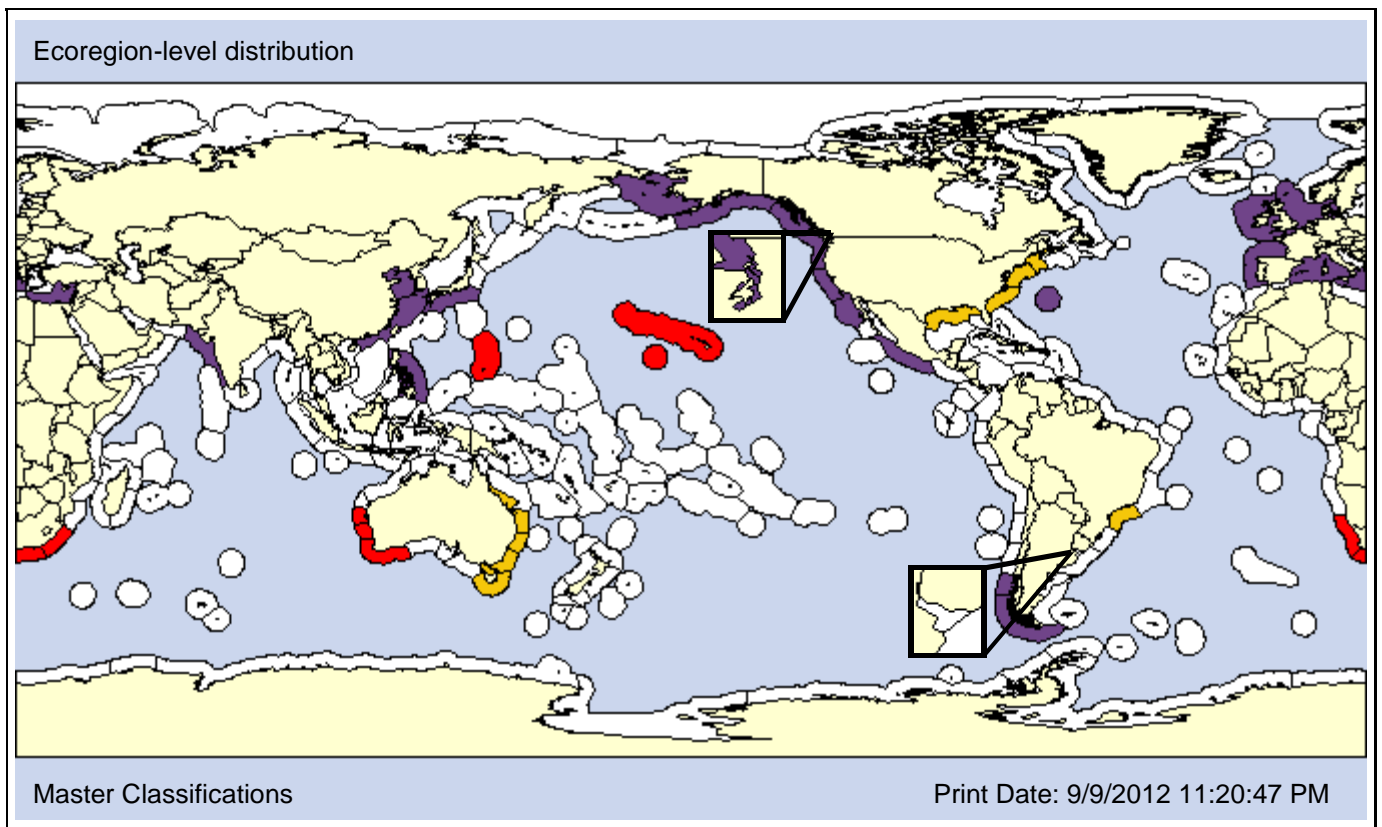 Ecoregion-level distribution
Master Classifications
Print Date: 9/9/2012 11:20:47 PM